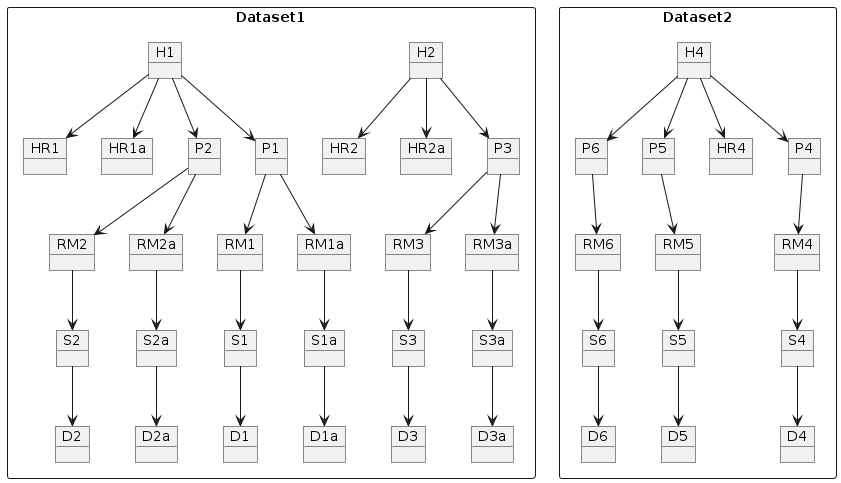 Dataset1
Dataset2
H1
H2
H4
HR1
HR1a
P2
P1
HR2
HR2a
P3
P6
P5
HR4
P4
RM2
RM2a
RM1
RM1a
RM3
RM3a
RM6
RM5
RM4
S2
S2a
S1
S1a
S3
S3a
S6
S5
S4
D2
D2a
D1
D1a
D3
D3a
D6
D5
D4